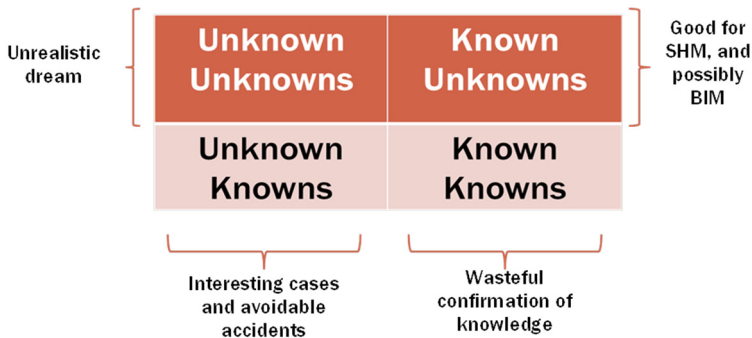 Unrealistic
dream
Unknown
Unknowns
Known
Unknowns
Good for
SHM, and
possibly
BIM
Unknown
Knowns
Known
Knowns
Interesting cases
and avoidable
accidents
Wasteful
confirmation of
knowledge